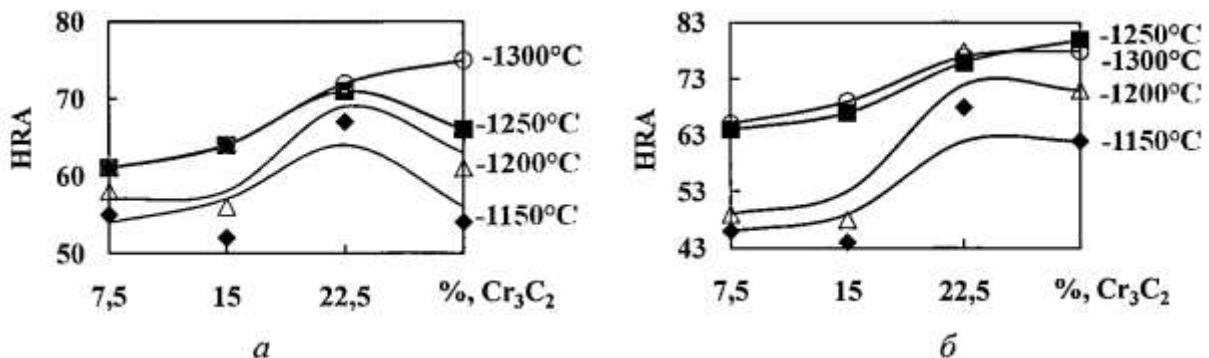 80
70
60
50
HRA
7,5
15
22,5
%, Cr₃C₂
-1300°C
-1250°C
-1200°C
-1150°C
а
83
73
63
53
43
HRA
7,5
15
22,5
%, Cr₃C₂
-1250°C
-1300°C
-1200°C
-1150°C
б